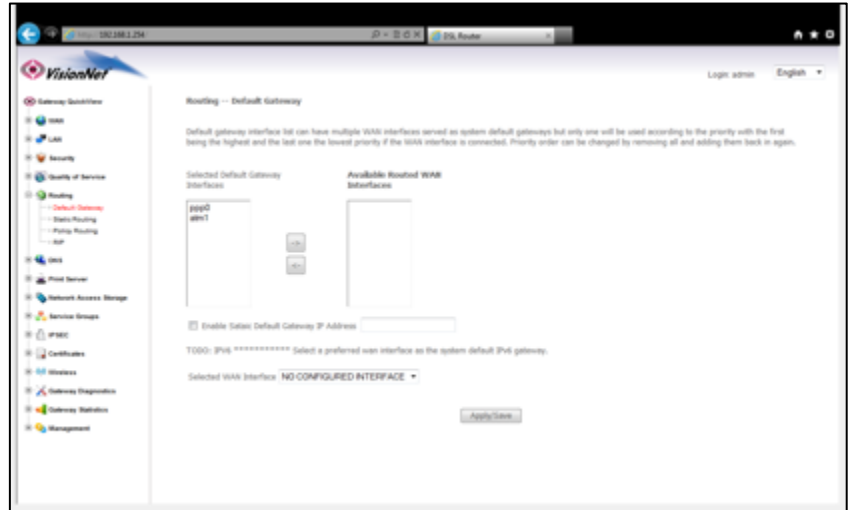 http://192.168.1.254
DSL Router
VisionNet
Login: admin
English
Gateway QuickView
WAN
LAN
Security
Quality of Service
Routing
Default Gateway
Static Routing
Policy Routing
RIP
DNS
Print Server
Network Access Storage
Service Groups
IPSEC
Certificates
Wireless
Gateway Diagnostics
Gateway Statistics
Management
Routing -- Default Gateway
Default gateway interface list can have multiple WAN interfaces served as system default gateways but only one will be used according to the priority with the first
being the highest and the last one the lowest priority if the WAN interface is connected. Priority order can be changed by removing all and adding them back in again.
Selected Default Gateway
Interfaces
Available Routed WAN
Interfaces
ppp0
atm1
->
<-
Enable Sataic Default Gateway IP Address
TODO: IPV6 *********** Select a preferred wan interface as the system default IPv6 gateway.
Selected WAN Interface NO CONFIGURED INTERFACE
Apply/Save